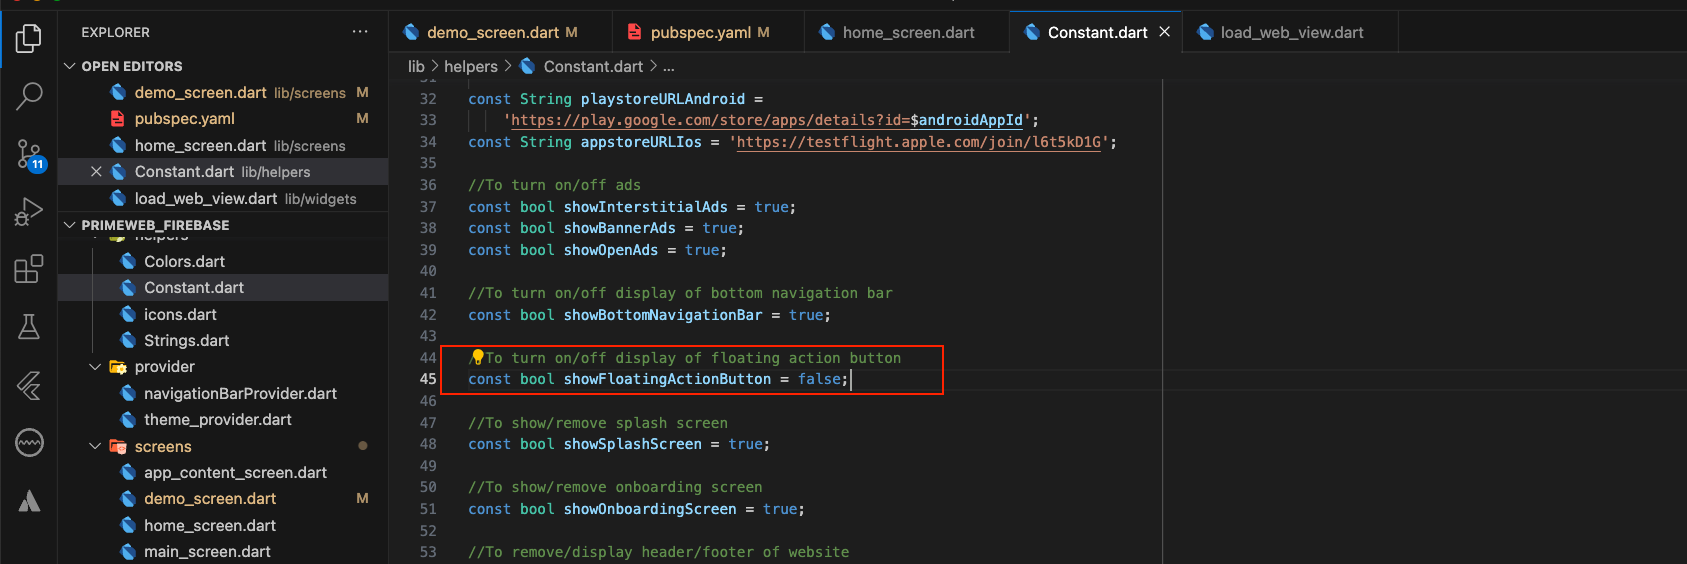 EXPLORER
OPEN EDITORS
demo_screen.dart lib/screens M
pubspec.yaml M
home_screen.dart lib/screens
Constant.dart lib/helpers
load_web_view.dart lib/widgets
PRIMEWEB_FIREBASE
helpers
Colors.dart
Constant.dart
icons.dart
Strings.dart
provider
navigationBarProvider.dart
theme_provider.dart
screens
app_content_screen.dart
demo_screen.dart M
home_screen.dart
main_screen.dart
11
demo_screen.dart M
pubspec.yaml M
home_screen.dart
Constant.dart
load_web_view.dart
lib > helpers > Constant.dart > ...
31
32 const String playstoreURLAndroid =
33 'https://play.google.com/store/apps/details?id=$androidAppId';
34 const String appstoreURLIos = 'https://testflight.apple.com/join/l6t5kD1G';
35
36 //To turn on/off ads
37 const bool showInterstitialAds = true;
38 const bool showBannerAds = true;
39 const bool showOpenAds = true;
40
41 //To turn on/off display of bottom navigation bar
42 const bool showBottomNavigationBar = true;
43
44 //To turn on/off display of floating action button
45 const bool showFloatingActionButton = false;
46
47 //To show/remove splash screen
48 const bool showSplashScreen = true;
49
50 //To show/remove onboarding screen
51 const bool showOnboardingScreen = true;
52
53 //To remove/display header/footer of website